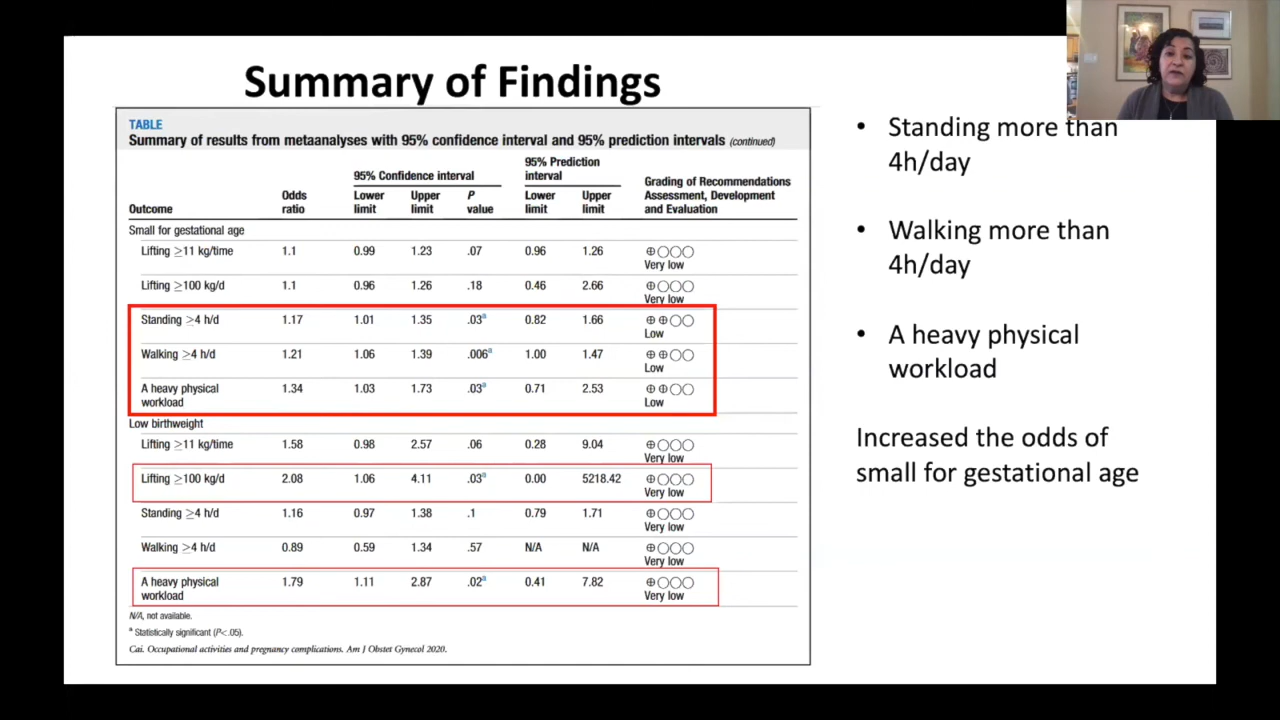 Summary of Findings
TABLE
Summary of results from metaanalyses with 95% confidence interval and 95% prediction intervals (continued)
95% Confidence interval 95% Prediction interval
Outcome Odds ratio Lower limit Upper limit P value Lower limit Upper limit Grading of Recommendations Assessment, Development and Evaluation
Small for gestational age
Lifting ≥11 kg/time 1.1 0.99 1.23 .07 0.96 1.26 ⊕◯◯◯ Very low
Lifting ≥100 kg/d 1.1 0.96 1.26 .18 0.46 2.66 ⊕◯◯◯ Very low
Standing ≥4 h/d 1.17 1.01 1.35 .03a 0.82 1.66 ⊕⊕◯◯ Low
Walking ≥4 h/d 1.21 1.06 1.39 .006a 1.00 1.47 ⊕⊕◯◯ Low
A heavy physical workload 1.34 1.03 1.73 .03a 0.71 2.53 ⊕⊕◯◯ Low
Low birthweight
Lifting ≥11 kg/time 1.58 0.98 2.57 .06 0.28 9.04 ⊕◯◯◯ Very low
Lifting ≥100 kg/d 2.08 1.06 4.11 .03a 0.00 5218.42 ⊕◯◯◯ Very low
Standing ≥4 h/d 1.16 0.97 1.38 .1 0.79 1.71 ⊕◯◯◯ Very low
Walking ≥4 h/d 0.89 0.59 1.34 .57 N/A N/A ⊕◯◯◯ Very low
A heavy physical workload 1.79 1.11 2.87 .02a 0.41 7.82 ⊕◯◯◯ Very low
N/A, not available.
a Statistically significant (P<.05).
Cai. Occupational activities and pregnancy complications. Am J Obstet Gynecol 2020.
• Standing more than
4h/day
• Walking more than
4h/day
• A heavy physical
workload
Increased the odds of
small for gestational age